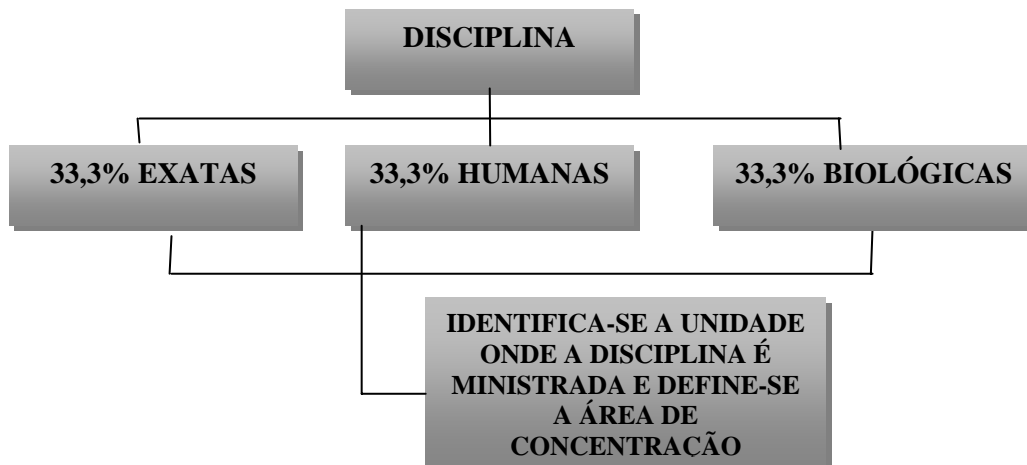 DISCIPLINA
33,3% EXATAS
33,3% HUMANAS
33,3% BIOLÓGICAS
IDENTIFICA-SE A UNIDADE
ONDE A DISCIPLINA É
MINISTRADA E DEFINE-SE
A ÁREA DE
CONCENTRAÇÃO